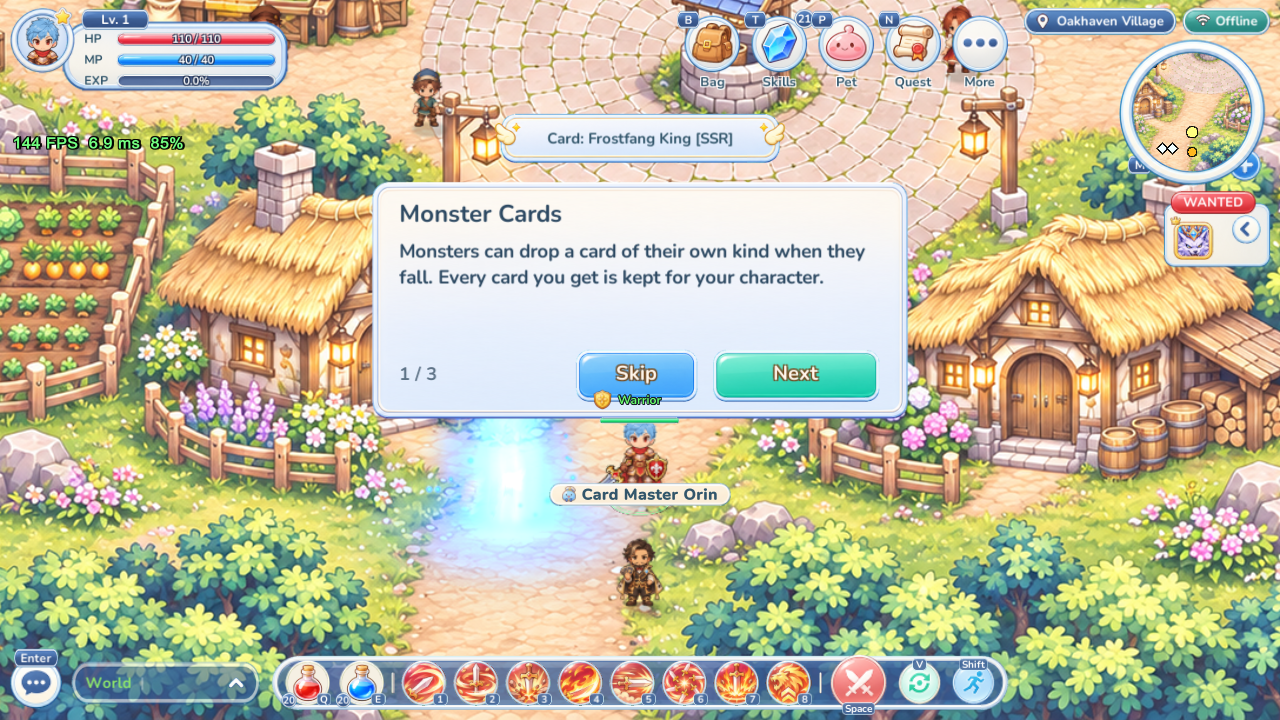 Lv. 1
HP
110 / 110
MP
40 / 40
EXP
0.0%
144 FPS 6.9 ms 85%
B
T
21
P
N
Bag
Skills
Pet
Quest
More
Oakhaven Village
Offline
M
WANTED
Card: Frostfang King [SSR]
Monster Cards
Monsters can drop a card of their own kind when they
fall. Every card you get is kept for your character.
1 / 3
Skip
Next
Warrior
Card Master Orin
Enter
World
20
Q
20
E
1
2
3
4
5
6
7
8
Space
V
Shift